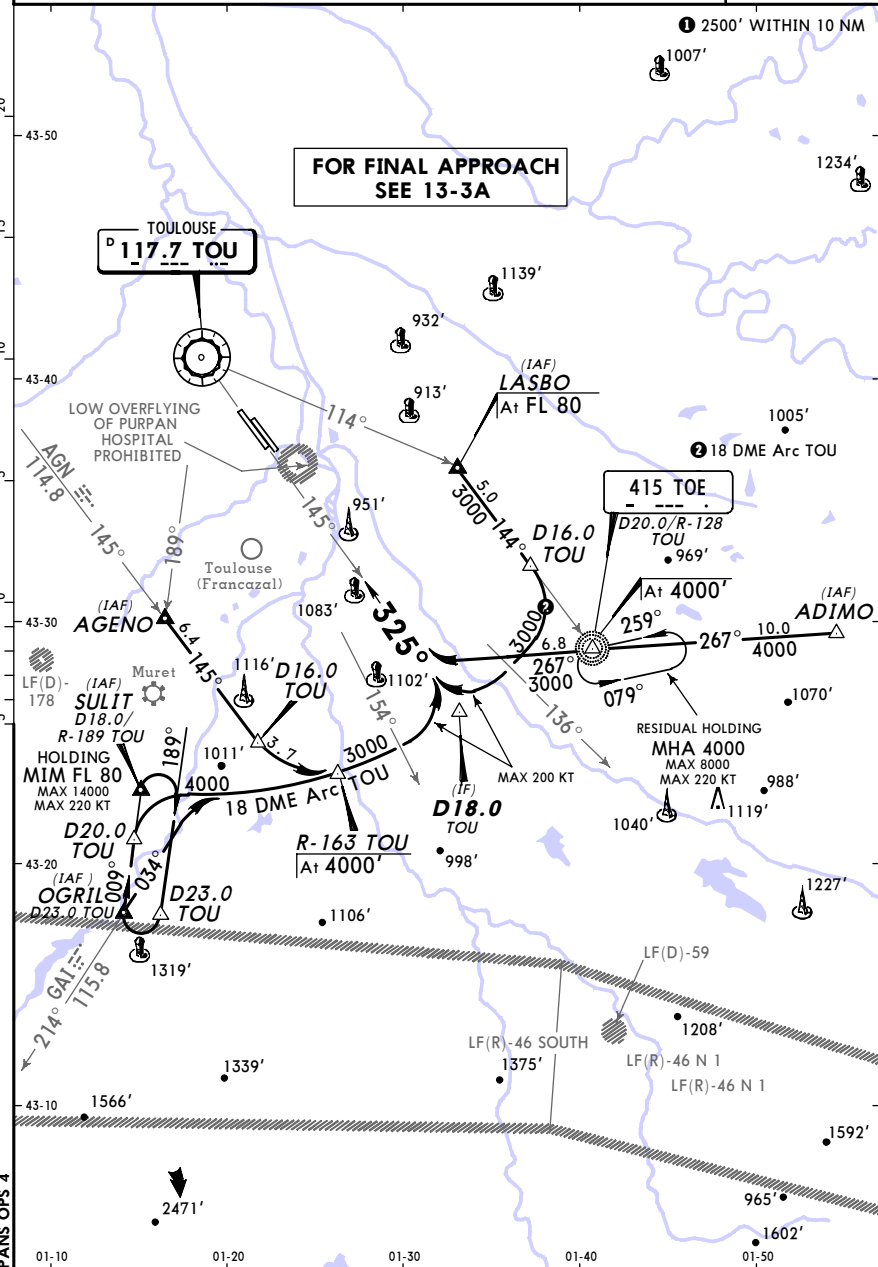 ❶ 2500' WITHIN 10 NM
1007'
43-50
FOR FINAL APPROACH
SEE 13-3A
1234'
TOULOUSE
D 117.7 TOU
1139'
932'
43-40
(IAF)
LASBO
At FL 80
913'
114°
LOW OVERFLYING
OF PURPAN
HOSPITAL
PROHIBITED
1005'
❷ 18 DME Arc TOU
AGN
114.8
145°
189°
5.0
3000
144°
415 TOE
D20.0/R-128
TOU
951'
145°
D16.0
TOU
969'
Toulouse
(Francazal)
At 4000'
(IAF)
AGENO
1083'
325°
❷
3000
259°
(IAF)
ADIMO
43-30
6.4
145°
6.8
267°
3000
267°
10.0
4000
079°
LF(D)-
178
Muret
1116'
D16.0
TOU
1102'
154°
136°
1070'
(IAF)
SULIT
D18.0/
R-189 TOU
HOLDING
MIM FL 80
MAX 14000
MAX 220 KT
189°
1011'
3.7
3000
4000
18 DME Arc TOU
MAX 200 KT
(IF)
D18.0
TOU
RESIDUAL HOLDING
MHA 4000
MAX 8000
MAX 220 KT
988'
1119'
1040'
D20.0
TOU
R-163 TOU
At 4000'
998'
43-20
009°
034°
(IAF)
OGRIL
D23.0 TOU
D23.0
TOU
1227'
1106'
1319'
214° GAI
115.8
LF(D)-59
1208'
LF(R)-46 SOUTH
LF(R)-46 N 1
LF(R)-46 N 1
1339'
1375'
43-10
1566'
1592'
2471'
965'
1602'
PANS OPS 4
01-10
01-20
01-30
01-40
01-50